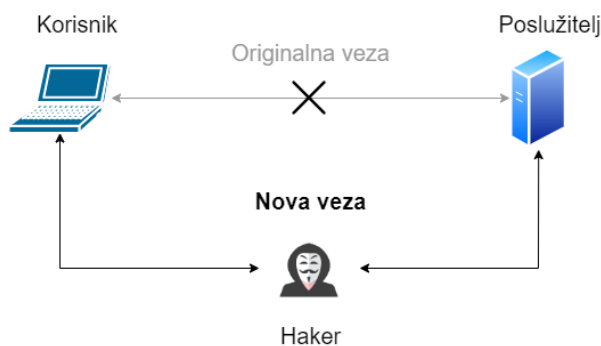 Korisnik
Poslužitelj
Originalna veza
Nova veza
Haker